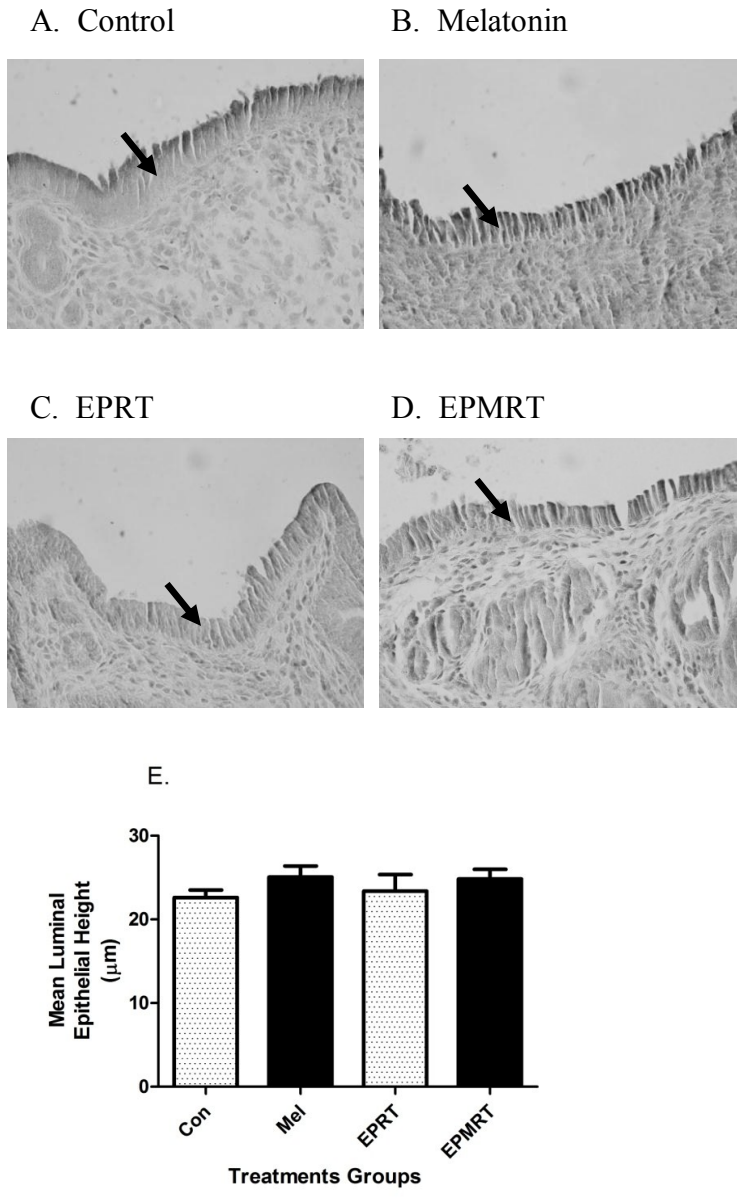 A. Control
B. Melatonin
C. EPRT
D. EPMRT
E.
30
20
10
0
Mean Luminal
Epithelial Height
(μm)
Con
Mel
EPRT
EPMRT
Treatments Groups